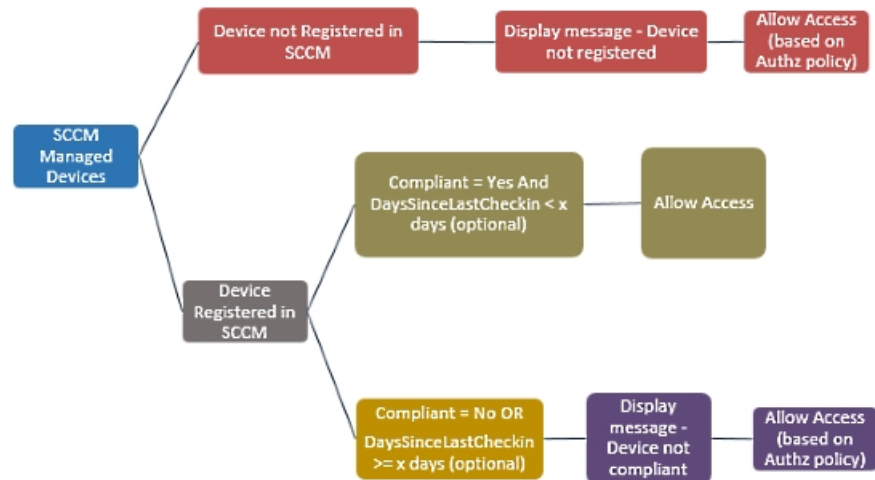 Device not Registered in
SCCM
Display message - Device
not registered
Allow Access
(based on
Authz policy)
SCCM
Managed
Devices
Compliant = Yes And
DaysSinceLastCheckin < x
days (optional)
Allow Access
Device
Registered in
SCCM
Compliant = No OR
DaysSinceLastCheckin
>= x days (optional)
Display
message -
Device not
compliant
Allow Access
(based on
Authz policy)